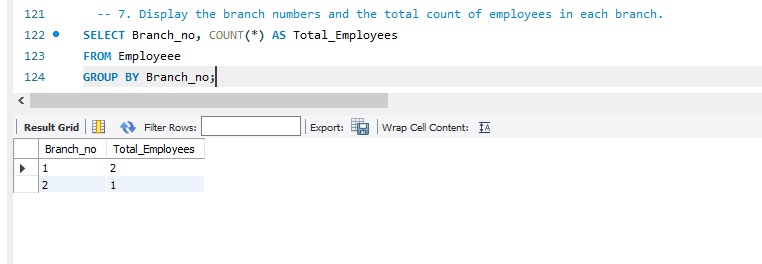 121 -- 7. Display the branch numbers and the total count of employees in each branch.
122 SELECT Branch_no, COUNT(*) AS Total_Employees
123 FROM Employeee
124 GROUP BY Branch_no;
Result Grid Filter Rows: Export: Wrap Cell Content: IA
Branch_no Total_Employees
1 2
2 1